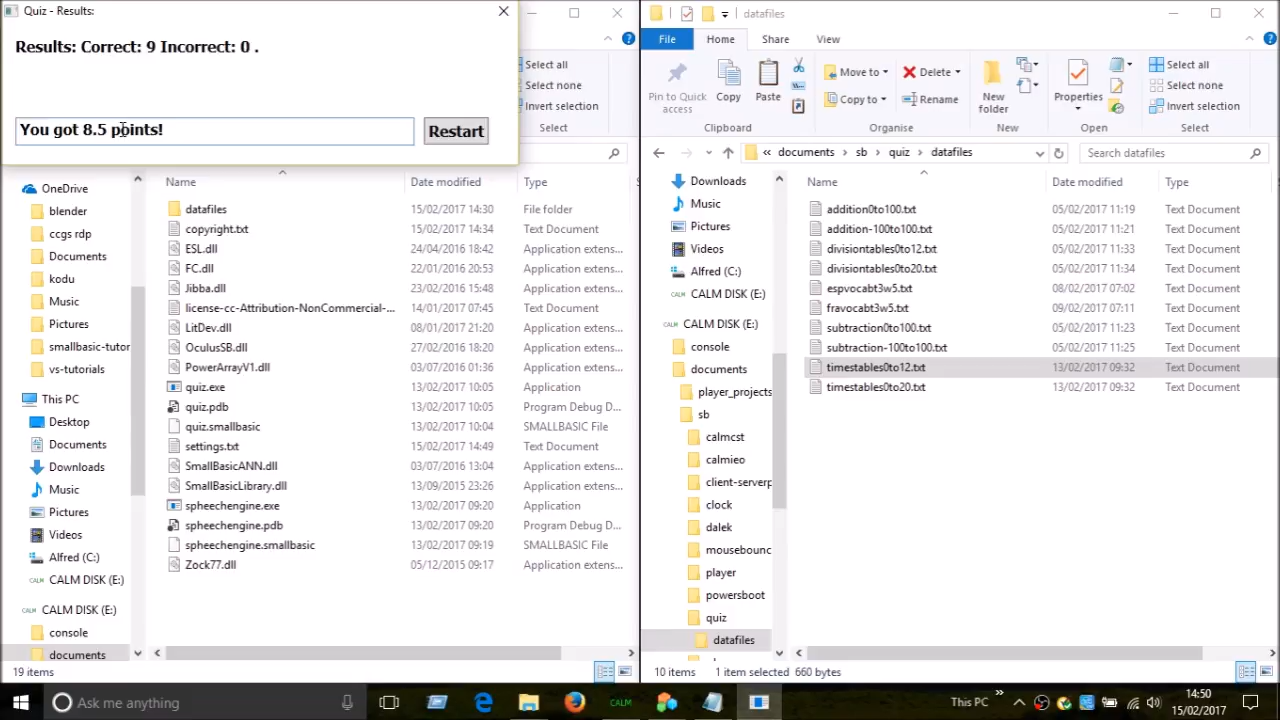 Quiz - Results:
Results: Correct: 9 Incorrect: 0 .
You got 8.5 points!
Restart
Select all
Select none
Invert selection
Select
Name
Date modified
Type
OneDrive
blender
ccgs rdp
Documents
kodu
Music
Pictures
smallbasic-tutor
vs-tutorials
This PC
Desktop
Documents
Downloads
Music
Pictures
Videos
Alfred (C:)
CALM CALM DISK (E:)
CALM CALM DISK (E:)
console
documents
datafiles 15/02/2017 14:30 File folder
copyright.txt 15/02/2017 14:34 Text Document
ESL.dll 24/04/2016 18:42 Application extens...
FC.dll 22/01/2016 20:53 Application extens...
Jibba.dll 23/02/2016 15:48 Application extens...
license-cc-Attribution-NonCommercial-... 14/01/2017 07:45 Text Document
LitDev.dll 08/01/2017 21:20 Application extens...
OculusSB.dll 27/02/2016 18:20 Application extens...
PowerArrayV1.dll 03/07/2016 01:36 Application extens...
quiz.exe 13/02/2017 10:05 Application
quiz.pdb 13/02/2017 10:05 Program Debug D...
quiz.smallbasic 13/02/2017 10:04 SMALLBASIC File
settings.txt 15/02/2017 14:49 Text Document
SmallBasicANN.dll 03/07/2016 13:04 Application extens...
SmallBasicLibrary.dll 13/09/2015 23:26 Application extens...
spheechengine.exe 13/02/2017 09:20 Application
spheechengine.pdb 13/02/2017 09:20 Program Debug D...
spheechengine.smallbasic 13/02/2017 09:19 SMALLBASIC File
Zock77.dll 05/12/2015 09:17 Application extens...
19 items
datafiles
File Home Share View
Pin to Quick access
Copy
Paste
Clipboard
Move to
Copy to
Delete
Rename
Organise
New folder
New
Properties
Open
Select all
Select none
Invert selection
Select
« documents sb quiz datafiles
Search datafiles
Name
Date modified
Type
Downloads
Music
Pictures
Videos
Alfred (C:)
CALM CALM DISK (E:)
CALM CALM DISK (E:)
console
documents
player_projects
sb
calmcst
calmieo
client-serverp
clock
dalek
mousebounc
player
powersboot
quiz
datafiles
addition0to100.txt 05/02/2017 11:19 Text Document
addition-100to100.txt 05/02/2017 11:21 Text Document
divisiontables0to12.txt 05/02/2017 11:33 Text Document
divisiontables0to20.txt 05/02/2017 11:34 Text Document
espvocabt3w5.txt 08/02/2017 07:02 Text Document
fravocabt3w5.txt 09/02/2017 07:11 Text Document
subtraction0to100.txt 05/02/2017 11:23 Text Document
subtraction-100to100.txt 05/02/2017 11:25 Text Document
timestables0to12.txt 13/02/2017 09:32 Text Document
timestables0to20.txt 13/02/2017 09:32 Text Document
10 items 1 item selected 660 bytes
Ask me anything
CALM
This PC
14:50
15/02/2017